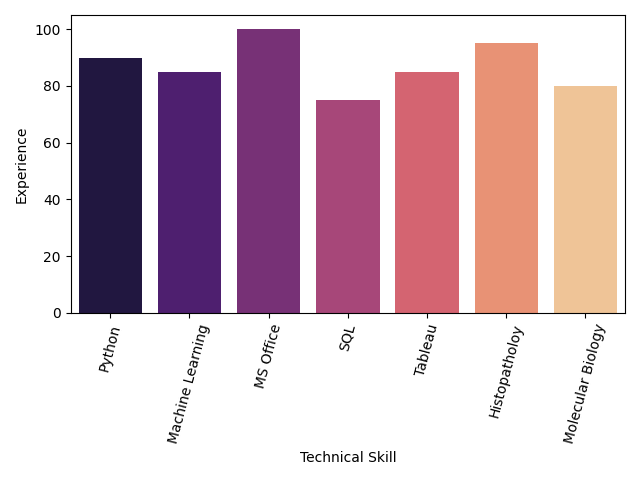 100
80
60
40
20
0
Experience
Python
Machine Learning
MS Office
SQL
Tableau
Histopatholoy
Molecular Biology
Technical Skill